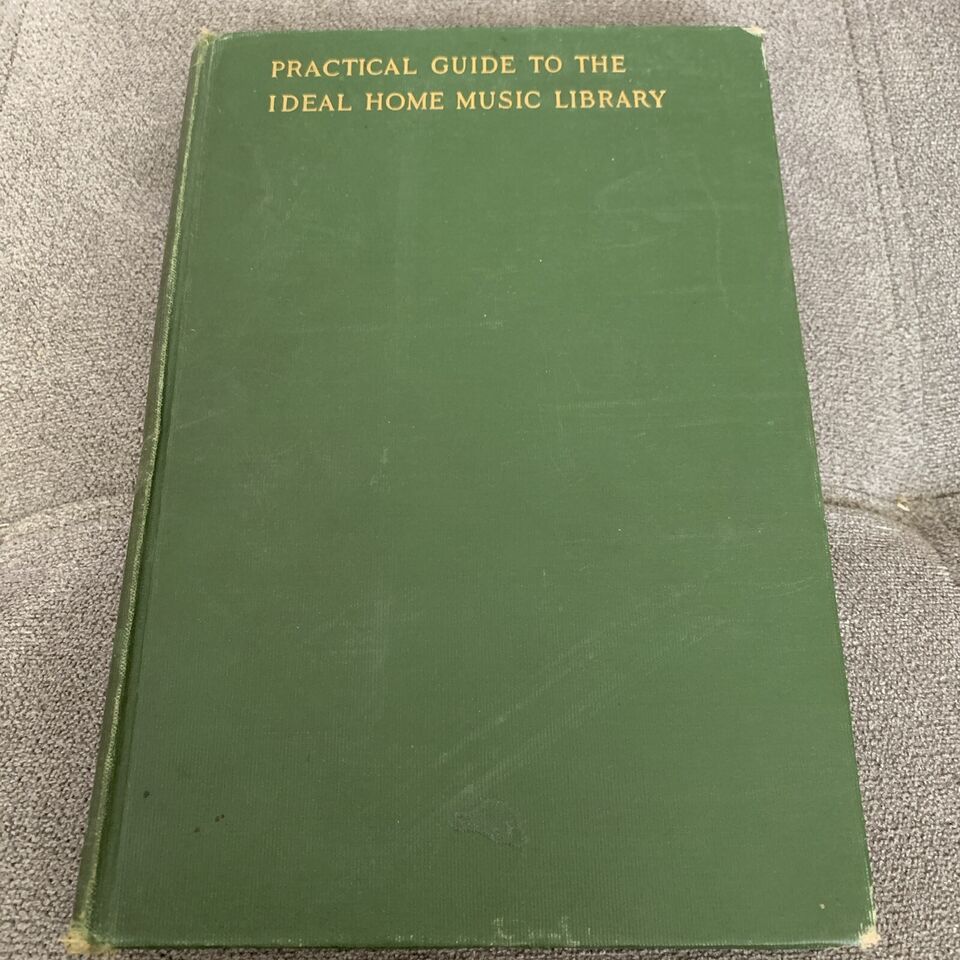 PRACTICAL GUIDE TO THE
IDEAL HOME MUSIC LIBRARY